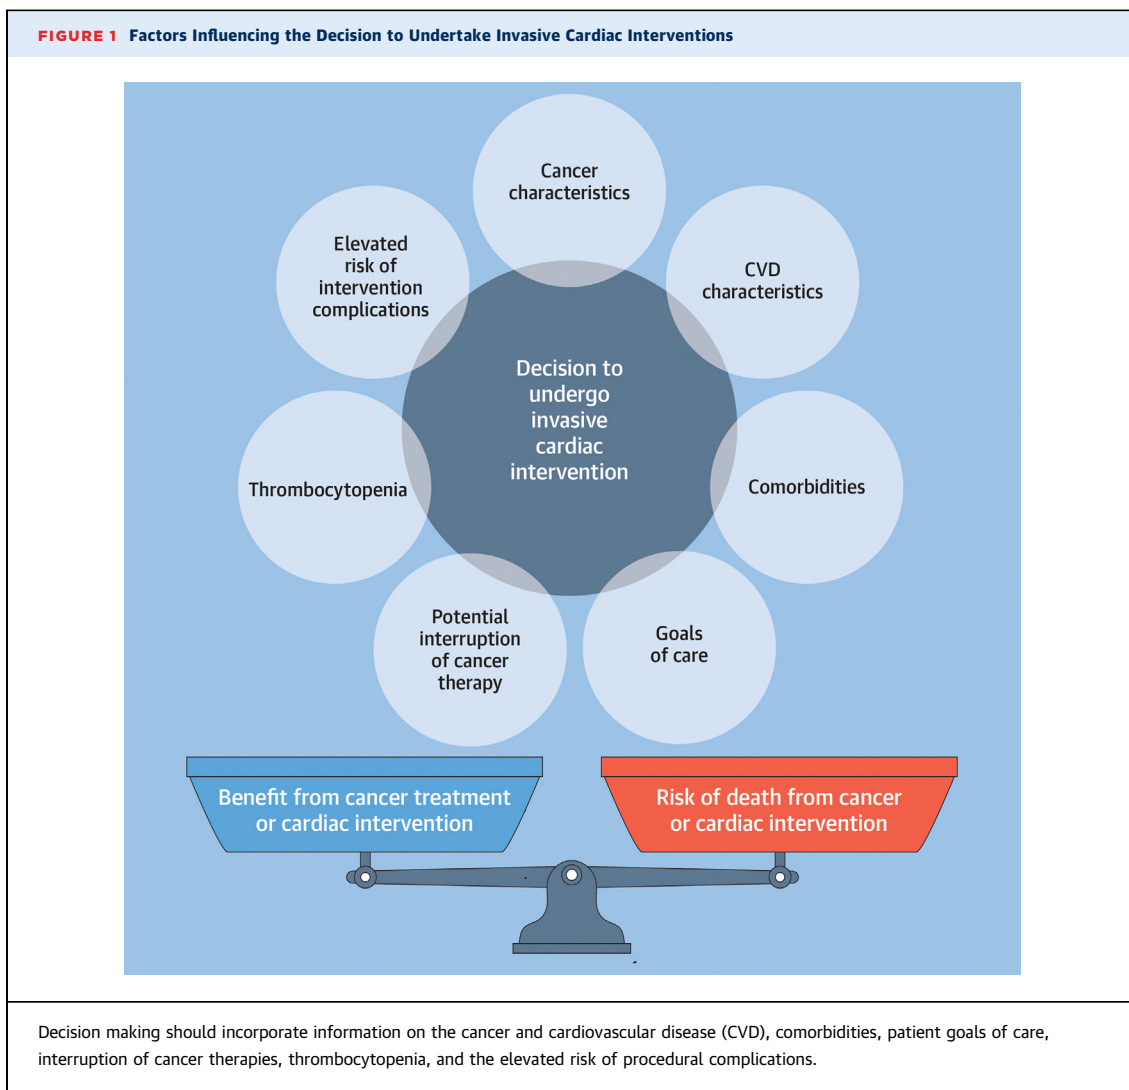 FIGURE 1 Factors Influencing the Decision to Undertake Invasive Cardiac Interventions
Cancer
characteristics
Elevated
risk of
intervention
complications
CVD
characteristics
Decision to
undergo
invasive
cardiac
intervention
Thrombocytopenia
Comorbidities
Potential
interruption
of cancer
therapy
Goals
of care
Benefit from cancer treatment
or cardiac intervention
Risk of death from cancer
or cardiac intervention
Decision making should incorporate information on the cancer and cardiovascular disease (CVD), comorbidities, patient goals of care,
interruption of cancer therapies, thrombocytopenia, and the elevated risk of procedural complications.